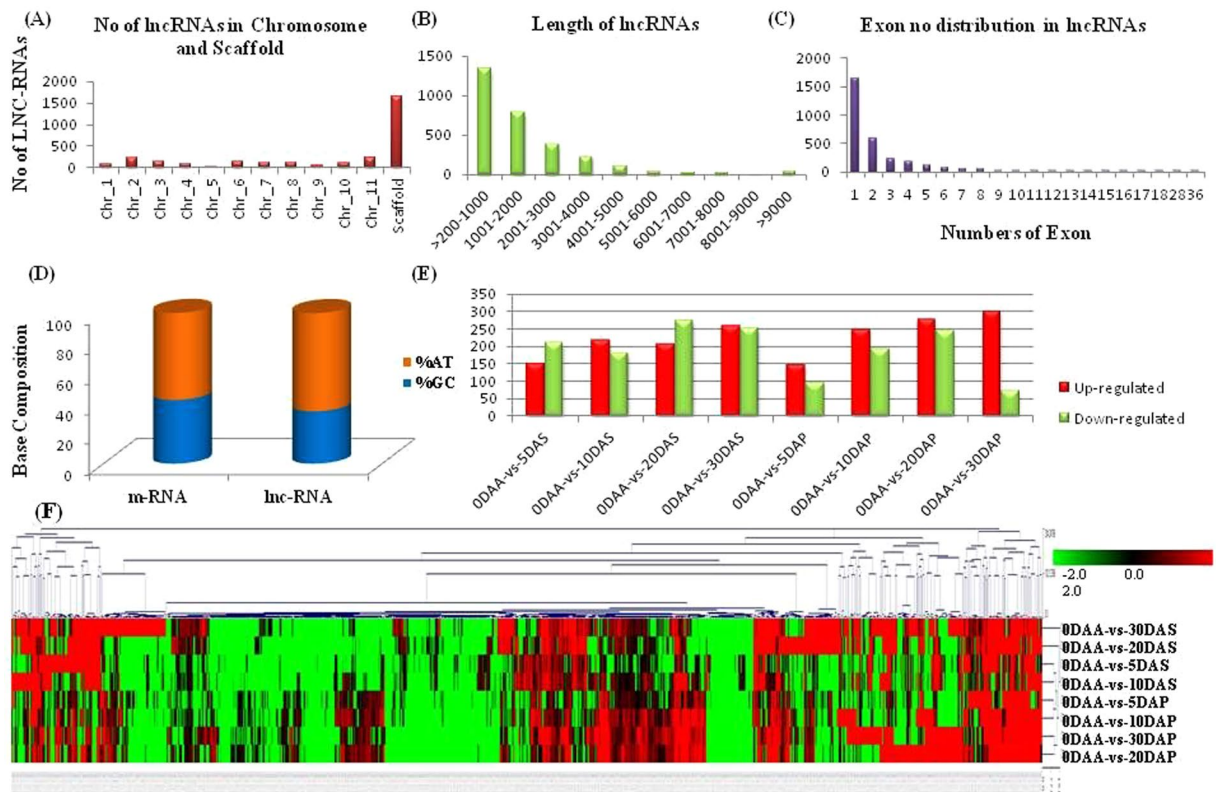 (A)
No of lncRNAs in Chromosome
and Scaffold
No of LNC-RNAs
2000
1500
1000
500
0
Chr_1
Chr_2
Chr_3
Chr_4
Chr_5
Chr_6
Chr_7
Chr_8
Chr_9
Chr_10
Chr_11
Scaffold
(B)
Length of lncRNAs
1500
1000
500
0
>200-1000
1001-2000
2001-3000
3001-4000
4001-5000
5001-6000
6001-7000
7001-8000
8001-9000
>9000
(C)
Exon no distribution in lncRNAs
2000
1500
1000
500
0
1 2 3 4 5 6 7 8 9 10 11 12 13 14 15 16 17 18 28 36
Numbers of Exon
(D)
Base Composition
100
80
60
40
20
0
m-RNA
lnc-RNA
%AT
%GC
(E)
350
300
250
200
150
100
50
0
0DAA-vs-5DAS
0DAA-vs-10DAS
0DAA-vs-20DAS
0DAA-vs-30DAS
0DAA-vs-5DAP
0DAA-vs-10DAP
0DAA-vs-20DAP
0DAA-vs-30DAP
Up-regulated
Down-regulated
(F)
-2.0 0.0
2.0
0DAA-vs-30DAS
0DAA-vs-20DAS
0DAA-vs-5DAS
0DAA-vs-10DAS
0DAA-vs-5DAP
0DAA-vs-10DAP
0DAA-vs-30DAP
0DAA-vs-20DAP